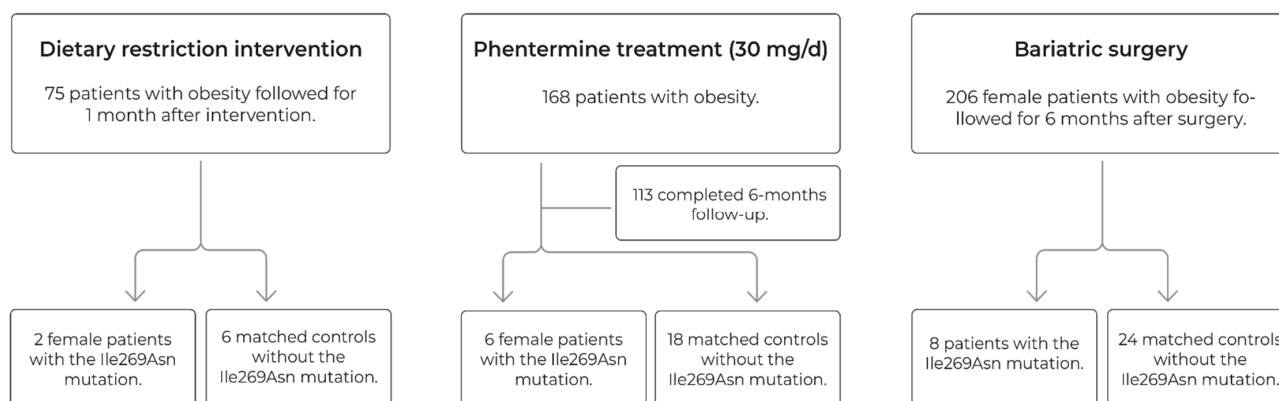 Dietary restriction intervention
75 patients with obesity followed for
1 month after intervention.
Phentermine treatment (30 mg/d)
168 patients with obesity.
113 completed 6-months
follow-up.
Bariatric surgery
206 female patients with obesity fo-
llowed for 6 months after surgery.
2 female patients
with the Ile269Asn
mutation.
6 matched controls
without the
Ile269Asn mutation.
6 female patients
with the Ile269Asn
mutation.
18 matched controls
without the
Ile269Asn mutation.
8 patients with the
Ile269Asn mutation.
24 matched controls
without the
Ile269Asn mutation.